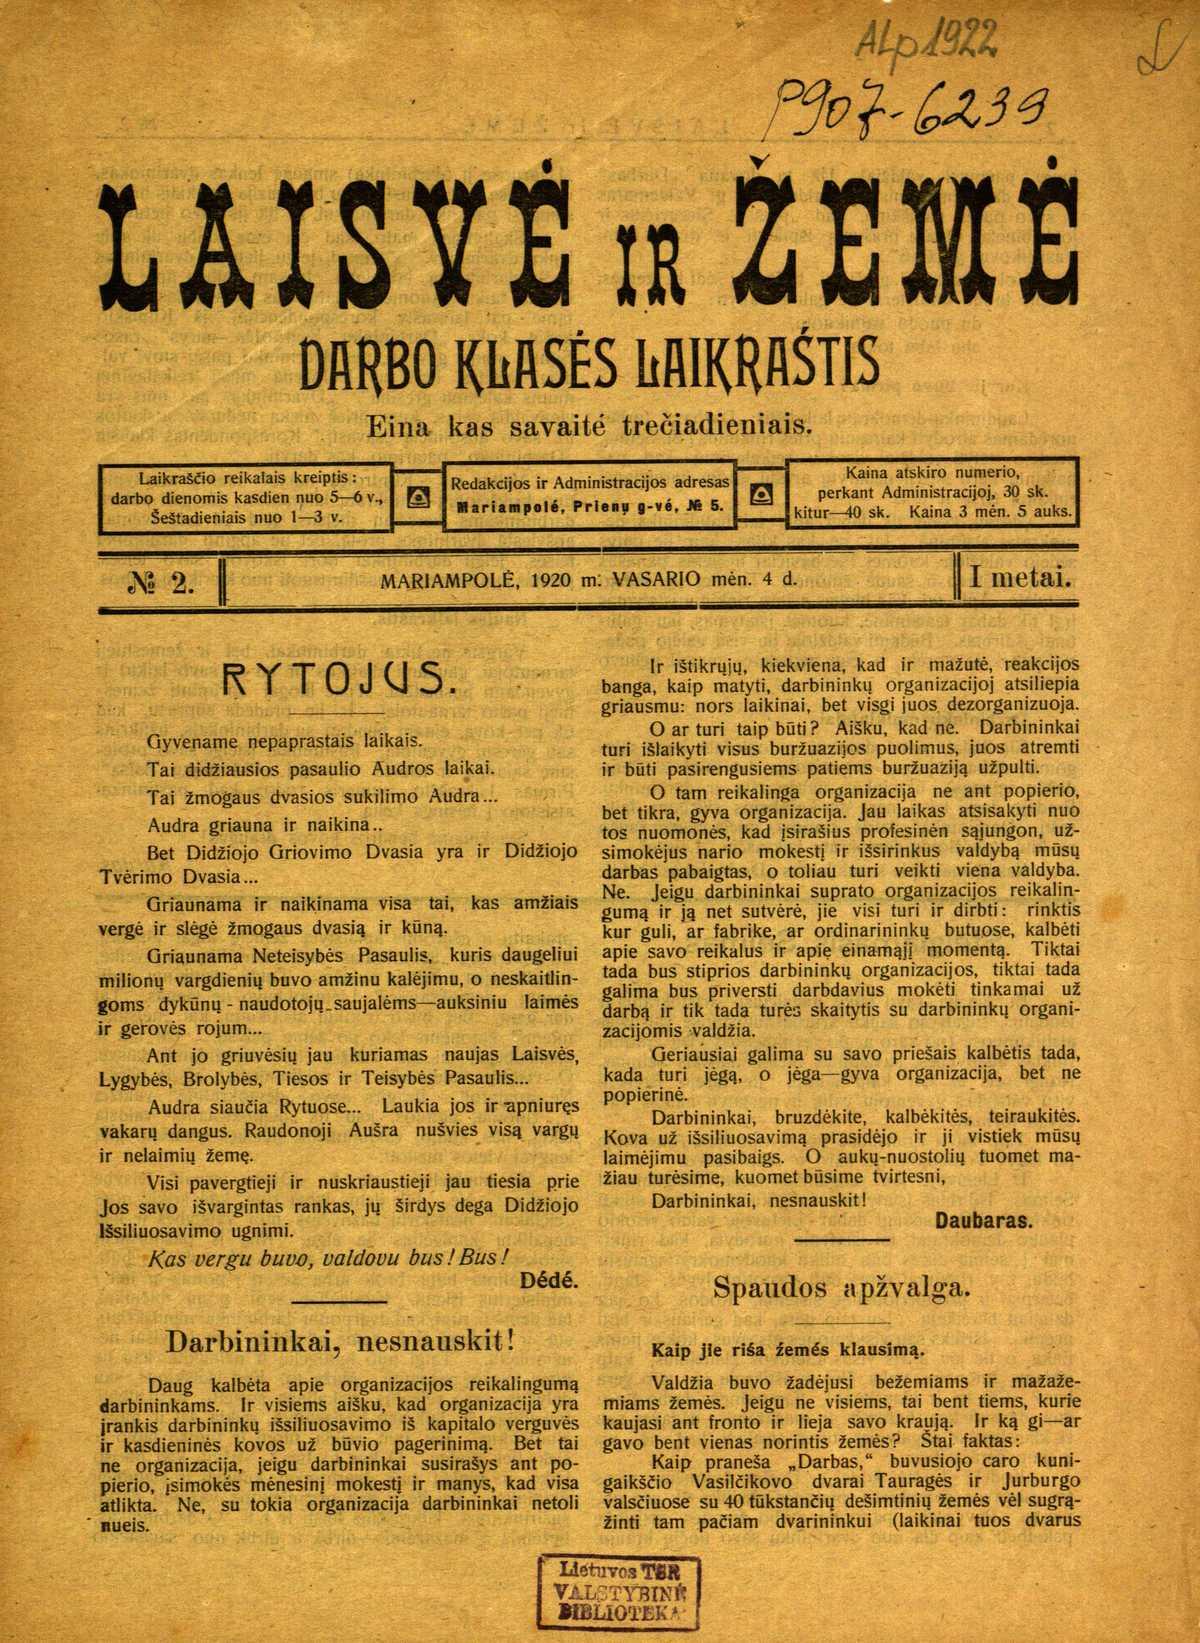 ALp1922
P907-6239
LAISVĖ IR ŽEMĖ
DARBO KLASĖS LAIKRAŠTIS
Eina kas savaitė trečiadieniais.
Laikraščio reikalais kreiptis:
darbo dienomis kasdien nuo 5—6 v.,
Šeštadieniais nuo 1—3 v.
Redakcijos ir Administracijos adresas
Mariampolė, Prienų g-vė, № 5.
Kaina atskiro numerio,
perkant Administracijoj, 30 sk.
kitur—40 sk. Kaina 3 mėn. 5 auks.
№ 2.
MARIAMPOLĖ, 1920 m. VASARIO mėn. 4 d.
I metai.
RYTOJUS.
Gyvename nepaprastais laikais.
Tai didžiausios pasaulio Audros laikai.
Tai žmogaus dvasios sukilimo Audra...
Audra griauna ir naikina..
Bet Didžiojo Griovimo Dvasia yra ir Didžiojo
Tvėrimo Dvasia...
Griaunama ir naikinama visa tai, kas amžiais
vergė ir slėgė žmogaus dvasią ir kūną.
Griaunama Neteisybės Pasaulis, kuris daugeliui
milionų vargdienių buvo amžinu kalėjimu, o neskaitlin-
goms dykūnų - naudotojų saujalėms—auksiniu laimės
ir gerovės rojum...
Ant jo griuvėsių jau kuriamas naujas Laisvės,
Lygybės, Brolybės, Tiesos ir Teisybės Pasaulis...
Audra siaučia Rytuose... Laukia jos ir apniuręs
vakarų dangus. Raudonoji Aušra nušvies visą vargų
ir nelaimių žemę.
Visi pavergtieji ir nuskriaustieji jau tiesia prie
Jos savo išvargintas rankas, jų širdys dega Didžiojo
Išsiliuosavimo ugnimi.
Kas vergu buvo, valdovu bus! Bus!
Dėdė.
Darbininkai, nesnauskit!
Daug kalbėta apie organizacijos reikalingumą
darbininkams. Ir visiems aišku, kad organizacija yra
įrankis darbininkų išsiliuosavimo iš kapitalo verguvės
ir kasdieninės kovos už būvio pagerinimą. Bet tai
ne organizacija, jeigu darbininkai susirašys ant po-
pierio, įsimokės mėnesinį mokestį ir manys, kad visa
atlikta. Ne, su tokia organizacija darbininkai netoli
nueis.
Ir ištikrųjų, kiekviena, kad ir mažutė, reakcijos
banga, kaip matyti, darbininkų organizacijoj atsiliepia
griausmu: nors laikinai, bet visgi juos dezorganizuoja.
O ar turi taip būti? Aišku, kad ne. Darbininkai
turi išlaikyti visus buržuazijos puolimus, juos atremti
ir būti pasirengusiems patiems buržuaziją užpulti.
O tam reikalinga organizacija ne ant popierio,
bet tikra, gyva organizacija. Jau laikas atsisakyti nuo
tos nuomonės, kad įsirašius profesinėn sąjungon, už-
simokėjus nario mokestį ir išsirinkus valdybą mūsų
darbas pabaigtas, o toliau turi veikti viena valdyba.
Ne. Jeigu darbininkai suprato organizacijos reikalin-
gumą ir ją net sutvėrė, jie visi turi ir dirbti: rinktis
kur guli, ar fabrike, ar ordinarininkų butuose, kalbėti
apie savo reikalus ir apie einamąjį momentą. Tiktai
tada bus stiprios darbininkų organizacijos, tiktai tada
galima bus priversti darbdavius mokėti tinkamai už
darbą ir tik tada turės skaitytis su darbininkų organi-
zacijomis valdžia.
Geriausiai galima su savo priešais kalbėtis tada,
kada turi jėgą, o jėga—gyva organizacija, bet ne
popierinė.
Darbininkai, bruzdėkite, kalbėkitės, teiraukitės.
Kova už išsiliuosavimą prasidėjo ir ji vistiek mūsų
laimėjimu pasibaigs. O aukų-nuostolių tuomet ma-
žiau turėsime, kuomet būsime tvirtesni,
Darbininkai, nesnauskit!
Daubaras.
Spaudos apžvalga.
Kaip jie riša žemės klausimą.
Valdžia buvo žadėjusi bežemiams ir mažaže-
miams žemės. Jeigu ne visiems, tai bent tiems, kurie
kaujasi ant fronto ir lieja savo kraują. Ir ką gi—ar
gavo bent vienas norintis žemės? Štai faktas:
Kaip praneša „Darbas,“ buvusiojo caro kuni-
gaikščio Vasilčikovo dvarai Tauragės ir Jurburgo
valsčiuose su 40 tūkstančių dešimtinių žemės vėl sugrą-
žinti tam pačiam dvarininkui (laikinai tuos dvarus
Lietuvos TSR
VALSTYBINĖ
BIBLIOTEKA